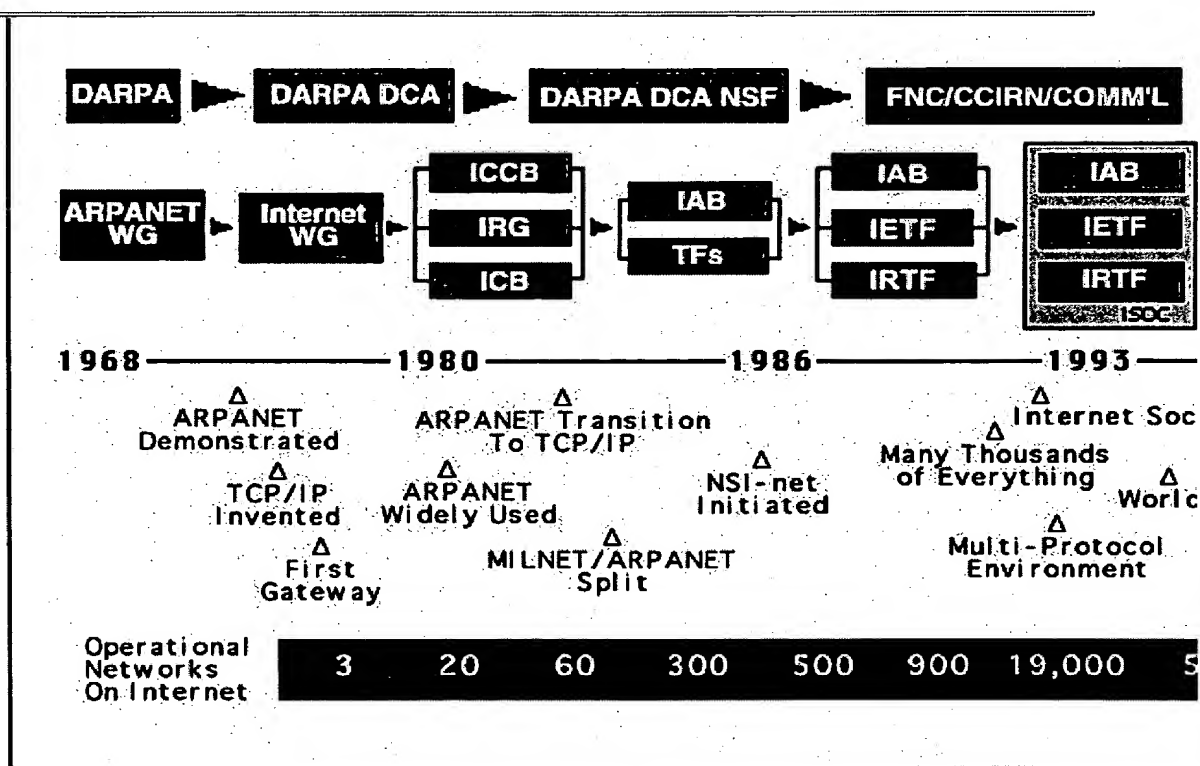 DARPA DARPA DCA DARPA DCA NSF FNC/CCIRN/COMM'L
ARPANET
WG
Internet
WG
ICCB
IRG
ICB
IAB
TFs
IAB
IETF
IRTF
IAB
IETF
IRTF
ISOC
1968 1980 1986 1993
ARPANET
Demonstrated
TCP/IP
Invented
First
Gateway
ARPANET Transition
To TCP/IP
ARPANET
Widely Used
MILNET/ARPANET
Split
NSI-net
Initiated
Internet Soc
Many Thousands
of Everything
Multi-Protocol
Environment
Operational
Networks
On Internet
3 20 60 300 500 900 19,000